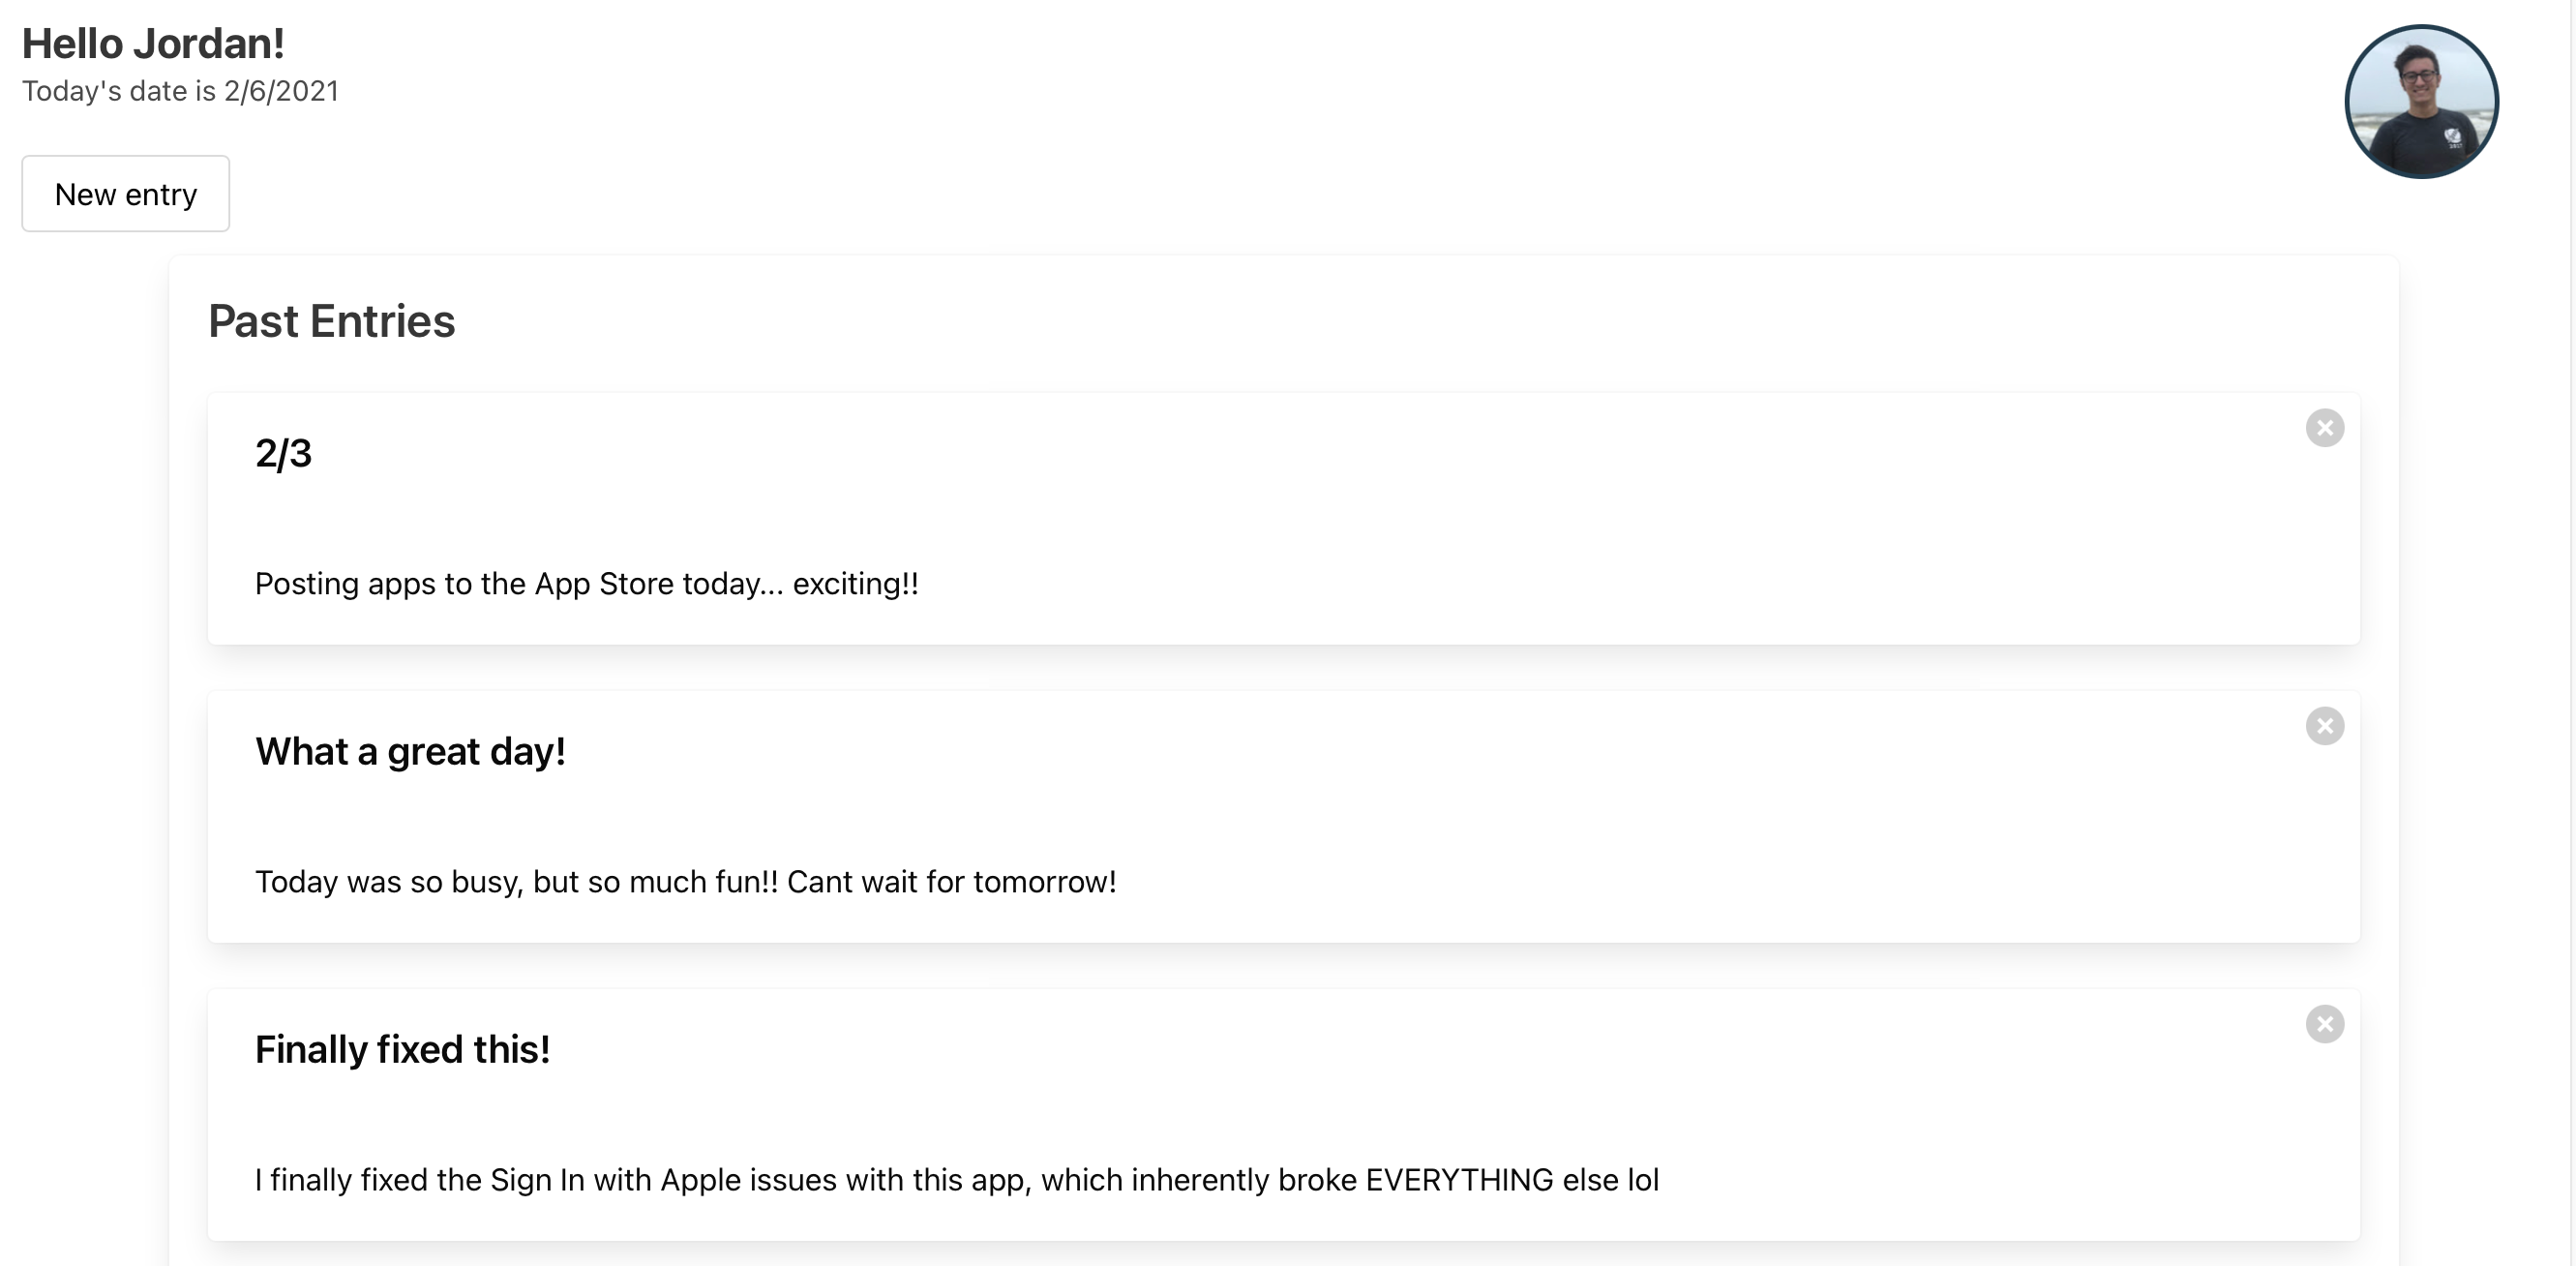 Hello Jordan!
Today's date is 2/6/2021
New entry
Past Entries
2/3
Posting apps to the App Store today... exciting!!
What a great day!
Today was so busy, but so much fun!! Cant wait for tomorrow!
Finally fixed this!
I finally fixed the Sign In with Apple issues with this app, which inherently broke EVERYTHING else lol